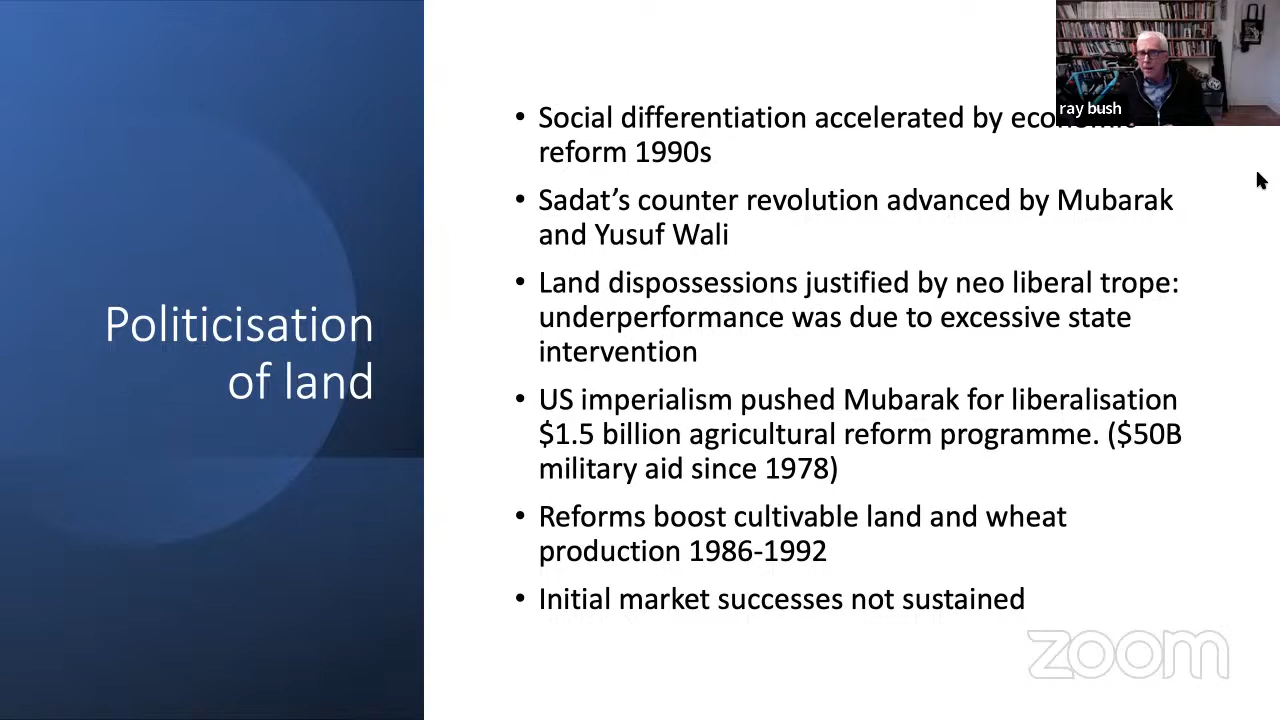 Politicisation
of land
• Social differentiation accelerated by economic
reform 1990s
• Sadat’s counter revolution advanced by Mubarak
and Yusuf Wali
• Land dispossessions justified by neo liberal trope:
underperformance was due to excessive state
intervention
• US imperialism pushed Mubarak for liberalisation
$1.5 billion agricultural reform programme. ($50B
military aid since 1978)
• Reforms boost cultivable land and wheat
production 1986-1992
• Initial market successes not sustained
ray bush
zoom